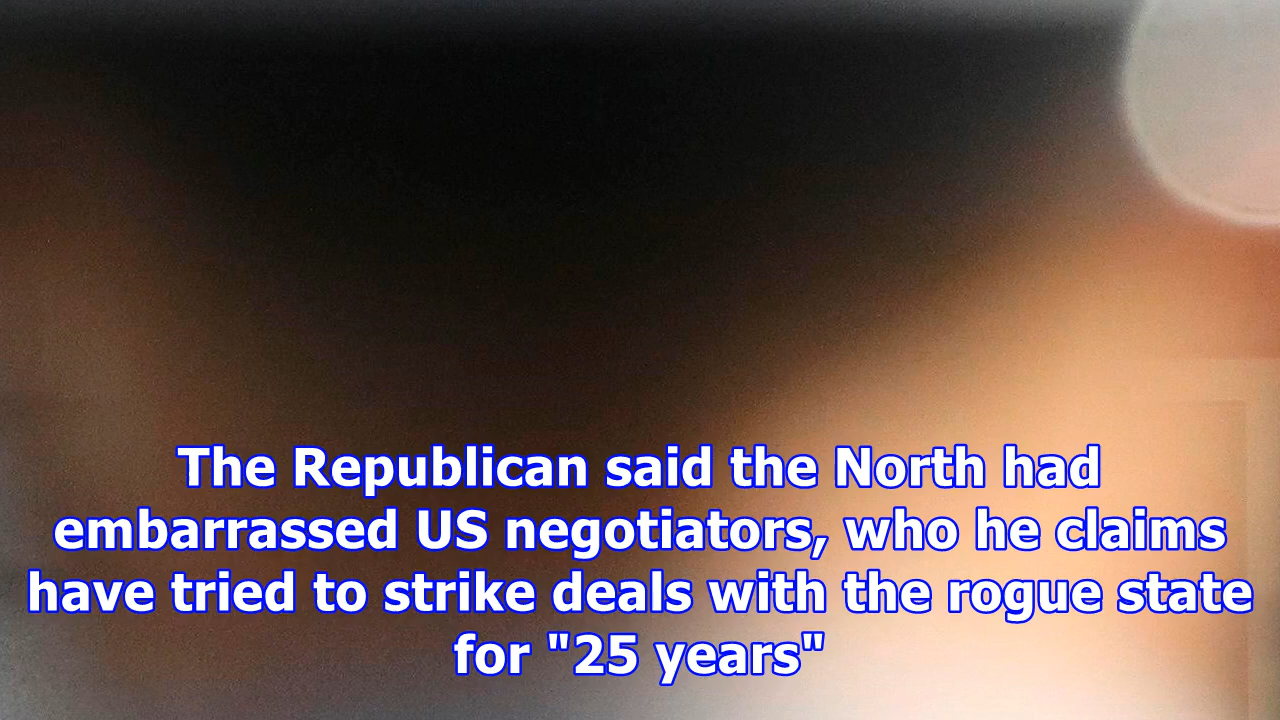 The Republican said the North had
embarrassed US negotiators, who he claims
have tried to strike deals with the rogue state
for "25 years"